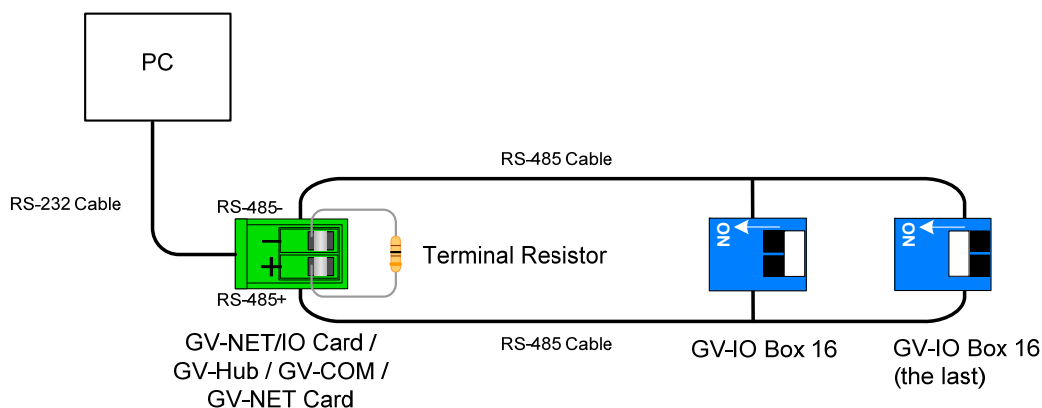 PC
RS-485 Cable
RS-232 Cable
RS-485-
ON
ON
−
+
Terminal Resistor
RS-485+
RS-485 Cable
GV-NET/IO Card /
GV-Hub / GV-COM /
GV-NET Card
GV-IO Box 16
GV-IO Box 16
(the last)